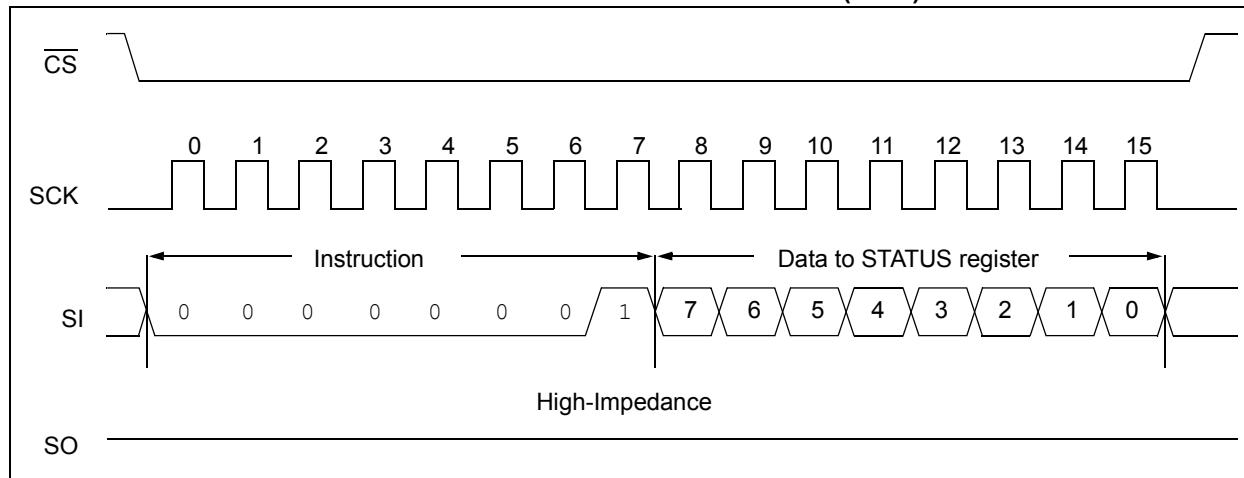 CS
0 1 2 3 4 5 6 7 8 9 10 11 12 13 14 15
SCK
Instruction Data to STATUS register
SI 0 0 0 0 0 0 0 1 7 6 5 4 3 2 1 0
High-Impedance
SO